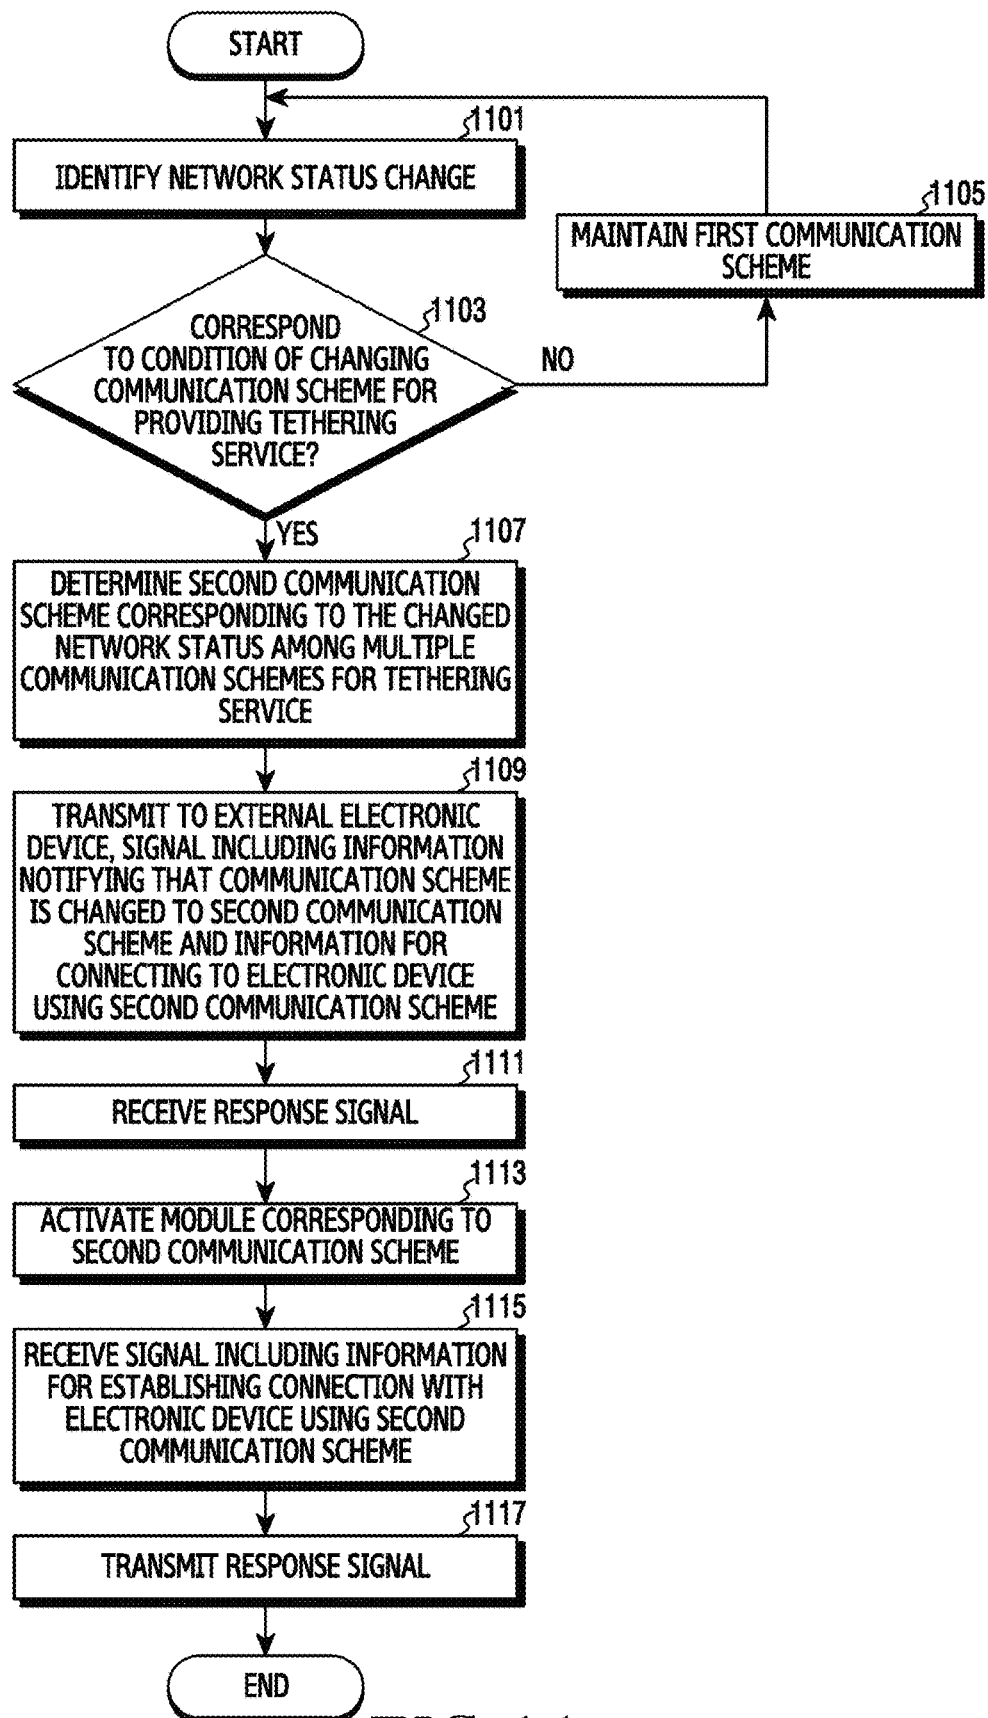 START
1101
IDENTIFY NETWORK STATUS CHANGE
1105
MAINTAIN FIRST COMMUNICATION
SCHEME
1103
CORRESPOND
TO CONDITION OF CHANGING
COMMUNICATION SCHEME FOR
PROVIDING TETHERING
SERVICE?
NO
YES
1107
DETERMINE SECOND COMMUNICATION
SCHEME CORRESPONDING TO THE CHANGED
NETWORK STATUS AMONG MULTIPLE
COMMUNICATION SCHEMES FOR TETHERING
SERVICE
1109
TRANSMIT TO EXTERNAL ELECTRONIC
DEVICE, SIGNAL INCLUDING INFORMATION
NOTIFYING THAT COMMUNICATION SCHEME
IS CHANGED TO SECOND COMMUNICATION
SCHEME AND INFORMATION FOR
CONNECTING TO ELECTRONIC DEVICE
USING SECOND COMMUNICATION SCHEME
1111
RECEIVE RESPONSE SIGNAL
1113
ACTIVATE MODULE CORRESPONDING TO
SECOND COMMUNICATION SCHEME
1115
RECEIVE SIGNAL INCLUDING INFORMATION
FOR ESTABLISHING CONNECTION WITH
ELECTRONIC DEVICE USING SECOND
COMMUNICATION SCHEME
1117
TRANSMIT RESPONSE SIGNAL
END